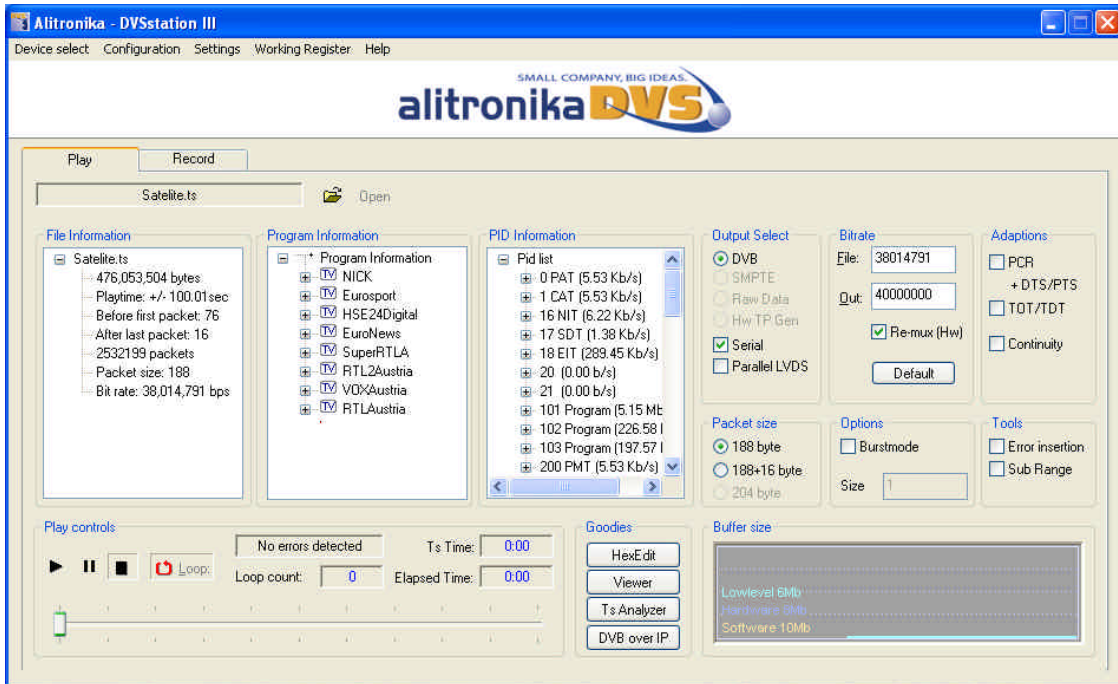 Alitronika - DVSstation III
Device select Configuration Settings Working Register Help
SMALL COMPANY, BIG IDEAS.
alitronika DVS
Play Record
Satelite.ts Open
File Information
Satelite.ts
476,053,504 bytes
Playtime: +/- 100.01sec
Before first packet: 76
After last packet: 16
2532199 packets
Packet size: 188
Bit rate: 38,014,791 bps
Program Information
Program Information
NICK
Eurosport
HSE24Digital
EuroNews
SuperRTLA
RTL2Austria
VOXAustria
RTLAustria
PID Information
Pid list
0 PAT (5.53 Kb/s)
1 CAT (5.53 Kb/s)
16 NIT (6.22 Kb/s)
17 SDT (1.38 Kb/s)
18 EIT (289.45 Kb/s)
20 (0.00 b/s)
21 (0.00 b/s)
101 Program (5.15 Mb
102 Program (226.58
103 Program (197.57
200 PMT (5.53 Kb/s)
Output Select
DVB
SMPTE
Raw Data
Hw TP Gen
Serial
Parallel LVDS
Bitrate
File: 38014791
Out: 40000000
Re-mux (Hw)
Default
Adaptions
PCR
+ DTS/PTS
TOT/TDT
Continuity
Packet size
188 byte
188+16 byte
204 byte
Options
Burstmode
Size 1
Tools
Error insertion
Sub Range
Play controls
Loop:
No errors detected
Ts Time: 0:00
Loop count: 0
Elapsed Time: 0:00
Goodies
HexEdit
Viewer
Ts Analyzer
DVB over IP
Buffer size
Lowlevel 6Mb
Hardware
Software 10Mb